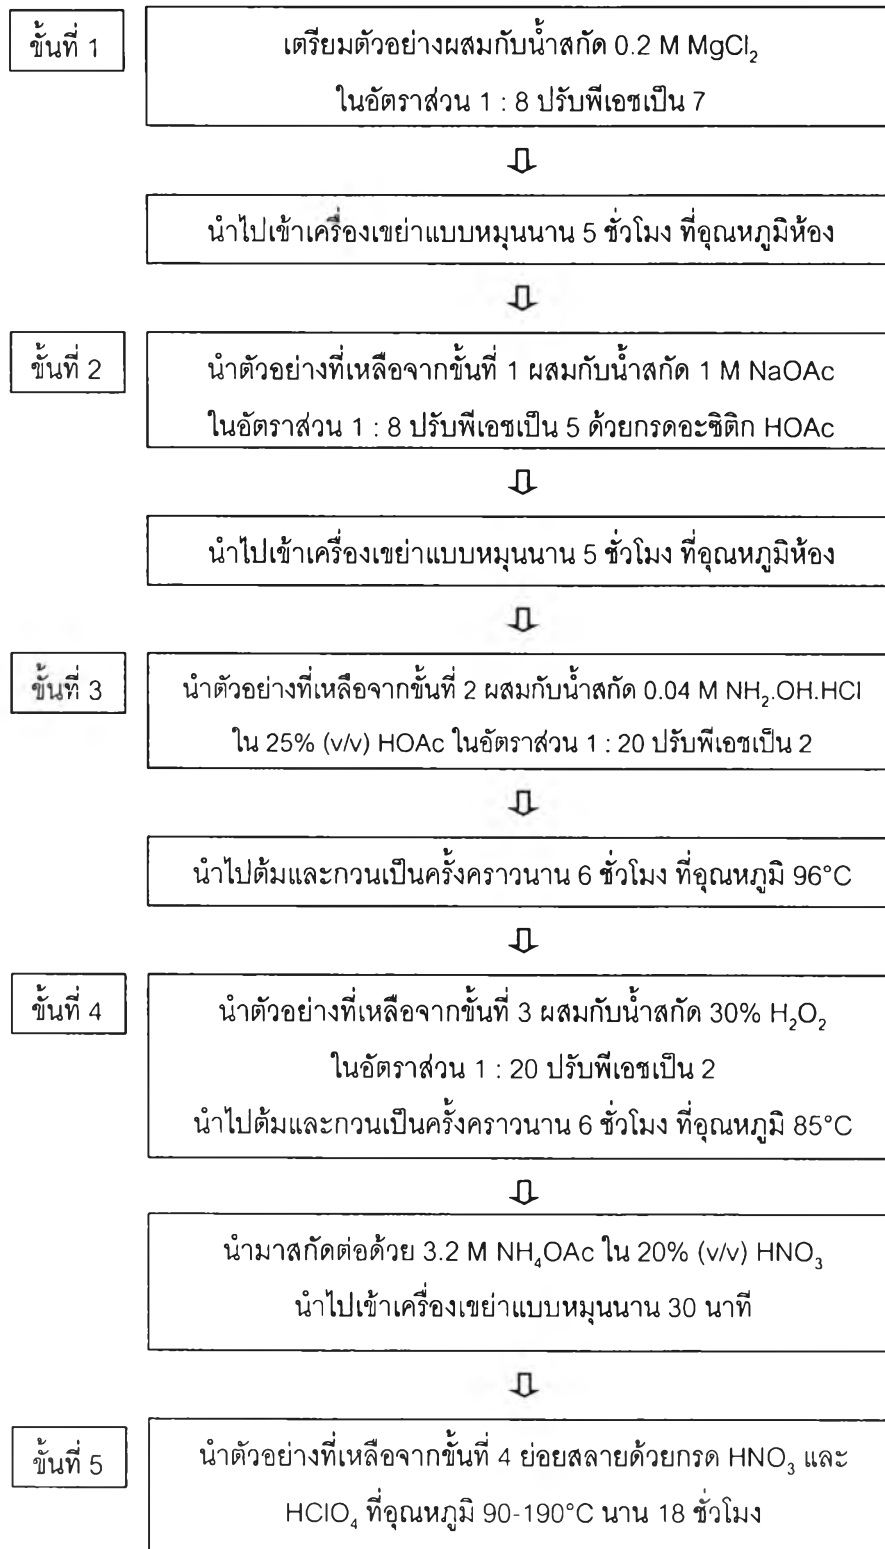 ขั้นที่ 1
เตรียมตัวอย่างผสมกับน้ำสกัด 0.2 M MgCl₂
ในอัตราส่วน 1 : 8 ปรับพีเอชเป็น 7
นำไปเข้าเครื่องเขย่าแบบหมุนนาน 5 ชั่วโมง ที่อุณหภูมิห้อง
ขั้นที่ 2
นำตัวอย่างที่เหลือจากขั้นที่ 1 ผสมกับน้ำสกัด 1 M NaOAc
ในอัตราส่วน 1 : 8 ปรับพีเอชเป็น 5 ด้วยกรดอะซิติก HOAc
นำไปเข้าเครื่องเขย่าแบบหมุนนาน 5 ชั่วโมง ที่อุณหภูมิห้อง
ขั้นที่ 3
นำตัวอย่างที่เหลือจากขั้นที่ 2 ผสมกับน้ำสกัด 0.04 M NH₂.OH.HCl
ใน 25% (v/v) HOAc ในอัตราส่วน 1 : 20 ปรับพีเอชเป็น 2
นำไปต้มและกวนเป็นครั้งคราวนาน 6 ชั่วโมง ที่อุณหภูมิ 96°C
ขั้นที่ 4
นำตัวอย่างที่เหลือจากขั้นที่ 3 ผสมกับน้ำสกัด 30% H₂O₂
ในอัตราส่วน 1 : 20 ปรับพีเอชเป็น 2
นำไปต้มและกวนเป็นครั้งคราวนาน 6 ชั่วโมง ที่อุณหภูมิ 85°C
นำมาสกัดต่อด้วย 3.2 M NH₄OAc ใน 20% (v/v) HNO₃
นำไปเข้าเครื่องเขย่าแบบหมุนนาน 30 นาที
ขั้นที่ 5
นำตัวอย่างที่เหลือจากขั้นที่ 4 ย่อยสลายด้วยกรด HNO₃ และ
HClO₄ ที่อุณหภูมิ 90-190°C นาน 18 ชั่วโมง